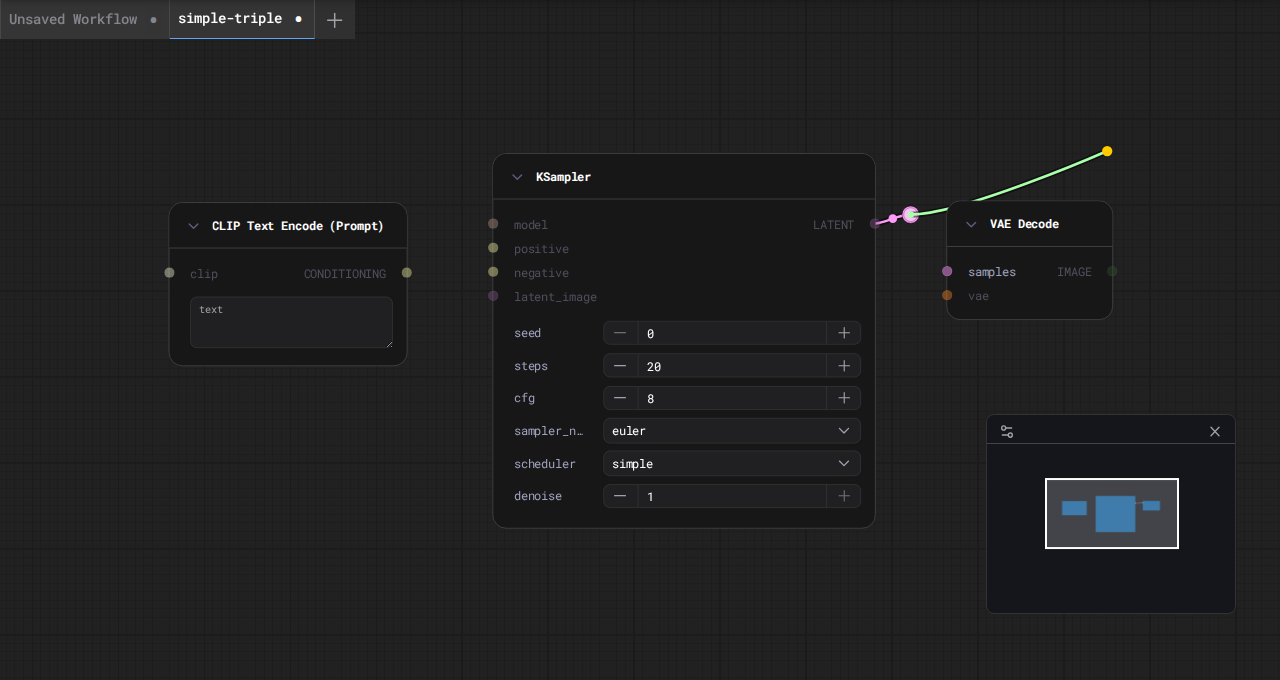 Unsaved Workflow
simple-triple
CLIP Text Encode (Prompt)
clip CONDITIONING
text
KSampler
model LATENT
positive
negative
latent_image
seed 0
steps 20
cfg 8
sampler_n… euler
scheduler simple
denoise 1
VAE Decode
samples IMAGE
vae